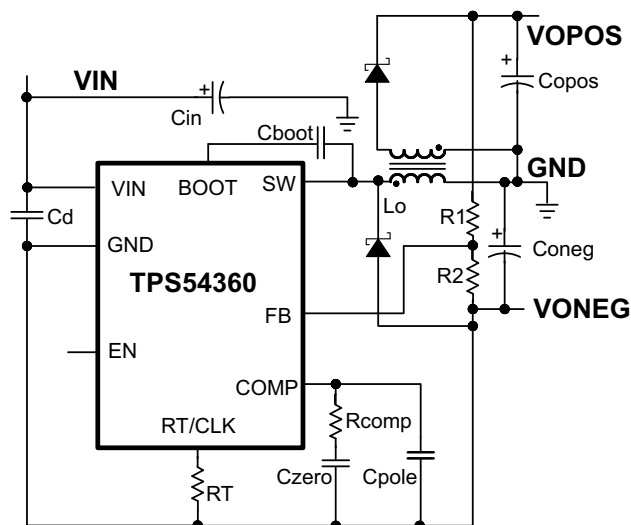 VOPOS
VIN
+
Copos
+
Cin
Cboot
GND
VIN
BOOT
SW
Lo
R1
Cd
GND
+
Coneg
TPS54360
R2
FB
VONEG
EN
COMP
RT/CLK
Rcomp
Czero
Cpole
RT